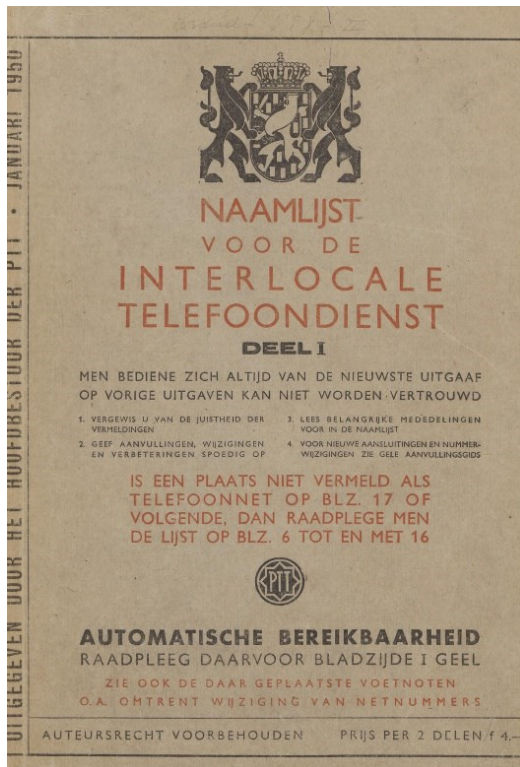 UITGEGEVEN DOOR HET HOOFDBESTUUR DER PTT • JANUARI 1950
NAAMLIJST
VOOR DE
INTERLOCALE
TELEFOONDIENST
DEEL I
MEN BEDIENE ZICH ALTIJD VAN DE NIEUWSTE UITGAAF
OP VORIGE UITGAVEN KAN NIET WORDEN VERTROUWD
1. VERGEWIS U VAN DE JUISTHEID DER
VERMELDINGEN
2. GEEF AANVULLINGEN, WIJZIGINGEN
EN VERBETERINGEN SPOEDIG OP
3. LEES BELANGRIJKE MEDEDELINGEN
VOOR IN DE NAAMLIJST
4. VOOR NIEUWE AANSLUITINGEN EN NUMMER-
WIJZIGINGEN ZIE GELE AANVULLINGSGIDS
IS EEN PLAATS NIET VERMELD ALS
TELEFOONNET OP BLZ. 17 OF
VOLGENDE, DAN RAADPLEGE MEN
DE LIJST OP BLZ. 6 TOT EN MET 16
PTT
AUTOMATISCHE BEREIKBAARHEID
RAADPLEEG DAARVOOR BLADZIJDE I GEEL
ZIE OOK DE DAAR GEPLAATSTE VOETNOTEN
O.A. OMTRENT WIJZIGING VAN NETNUMMERS
AUTEURSRECHT VOORBEHOUDEN
PRIJS PER 2 DELEN f 4.—